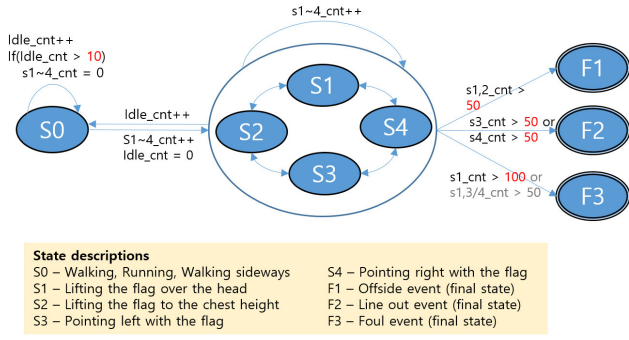 s1~4_cnt++
Idle_cnt++
If(Idle_cnt > 10)
s1~4_cnt = 0
S0
Idle_cnt++
S1~4_cnt++
Idle_cnt = 0
S1
S2
S4
S3
s1,2_cnt >
50
s3_cnt > 50 or
s4_cnt > 50
s1_cnt > 100 or
s1,3/4_cnt > 50
F1
F2
F3
State descriptions
S0 – Walking, Running, Walking sideways
S1 – Lifting the flag over the head
S2 – Lifting the flag to the chest height
S3 – Pointing left with the flag
S4 – Pointing right with the flag
F1 – Offside event (final state)
F2 – Line out event (final state)
F3 – Foul event (final state)